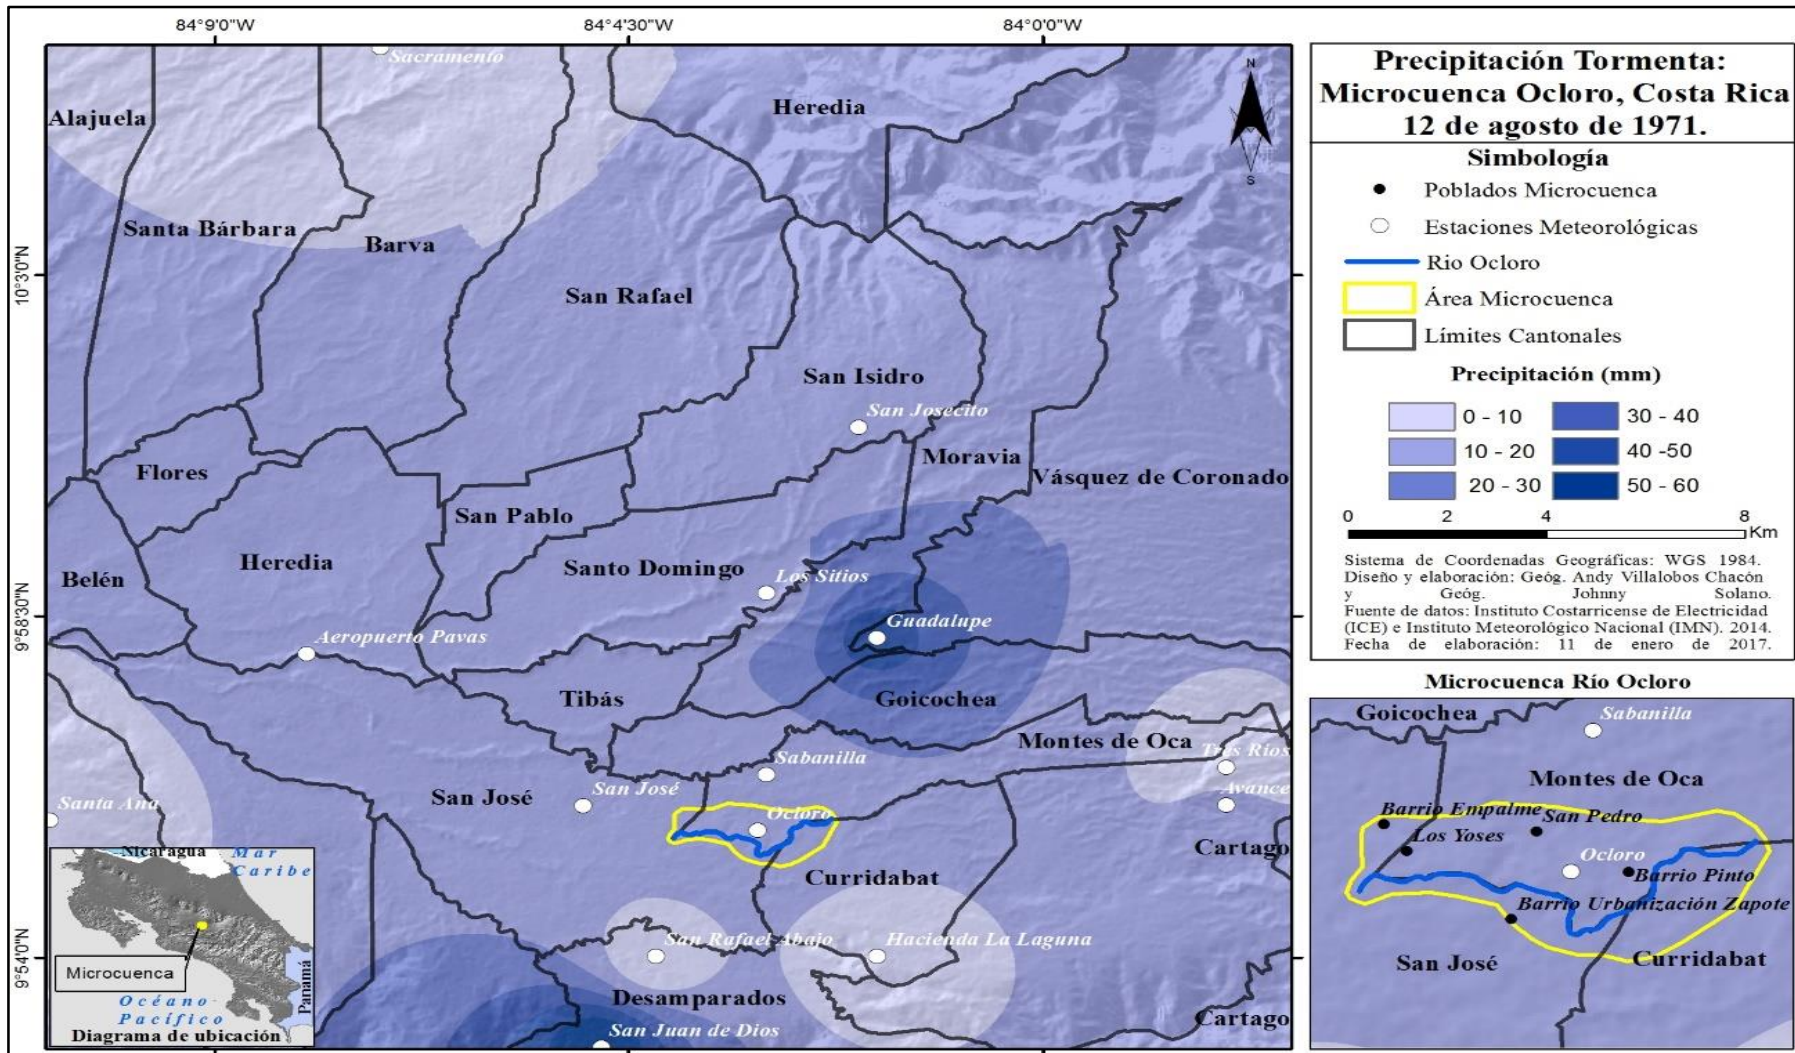 84°9'0"W
84°4'30"W
84°0'0"W
10°3'0"N
9°58'30"N
9°54'0"N
Sacramento
Alajuela
Heredia
Santa Bárbara
Barva
San Rafael
San Isidro
San Josecito
Moravia
Vásquez de Coronado
Flores
San Pablo
Heredia
Belén
Santo Domingo
Los Sitios
Guadalupe
Aeropuerto Pavas
Tibás
Goicochea
Montes de Oca
Tres Ríos
Avance
Sabanilla
San José
San José
Santa Ana
Ocloro
Cartago
Curridabat
San Rafael Abajo
Hacienda La Laguna
Desamparados
San Juan de Dios
Cartago
Nicaragua
Mar
Caribe
Microcuenca
Panamá
Océano
Pacífico
Diagrama de ubicación
N
S
Precipitación Tormenta:
Microcuenca Ocloro, Costa Rica
12 de agosto de 1971.
Simbología
Poblados Microcuenca
Estaciones Meteorológicas
Rio Ocloro
Área Microcuenca
Límites Cantonales
Precipitación (mm)
0 - 10
30 - 40
10 - 20
40 -50
20 - 30
50 - 60
0 2 4 8
Km
Sistema de Coordenadas Geográficas: WGS 1984.
Diseño y elaboración: Geóg. Andy Villalobos Chacón
y Geóg. Johnny Solano.
Fuente de datos: Instituto Costarricense de Electricidad
(ICE) e Instituto Meteorológico Nacional (IMN). 2014.
Fecha de elaboración: 11 de enero de 2017.
Microcuenca Río Ocloro
Goicochea
Sabanilla
Montes de Oca
Barrio Empalme
San Pedro
Los Yoses
Ocloro
Barrio Pinto
Barrio Urbanización Zapote
San José
Curridabat